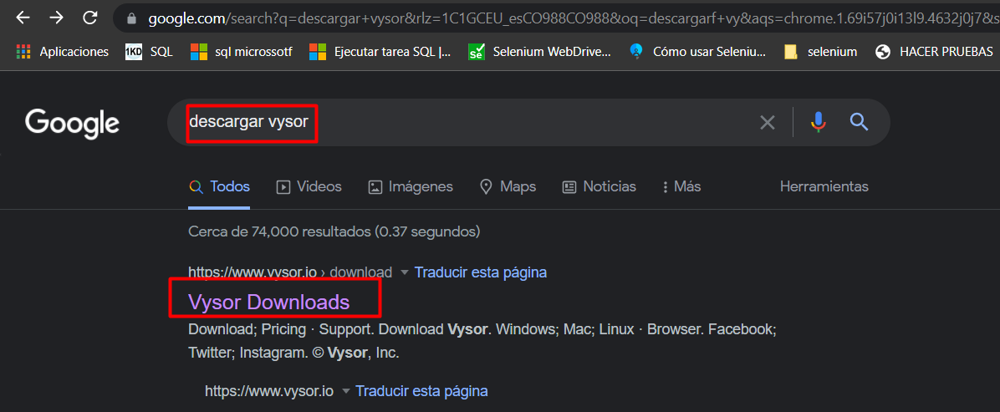 google.com/search?q=descargar+vysor&rlz=1C1GCEU_esCO988CO988&oq=descargarf+vy&aqs=chrome.1.69i57j0i13l9.4632j0j7&s
Aplicaciones 1KD SQL sql microssotf Ejecutar tarea SQL |... Se Selenium WebDrive... Cómo usar Seleniu... selenium HACER PRUEBAS
Google descargar vysor
Todos Videos Imágenes Maps Noticias Más Herramientas
Cerca de 74,000 resultados (0.37 segundos)
https://www.vysor.io › download Traducir esta página
Vysor Downloads
Download; Pricing · Support. Download Vysor. Windows; Mac; Linux · Browser. Facebook;
Twitter; Instagram. © Vysor, Inc.
https://www.vysor.io Traducir esta página